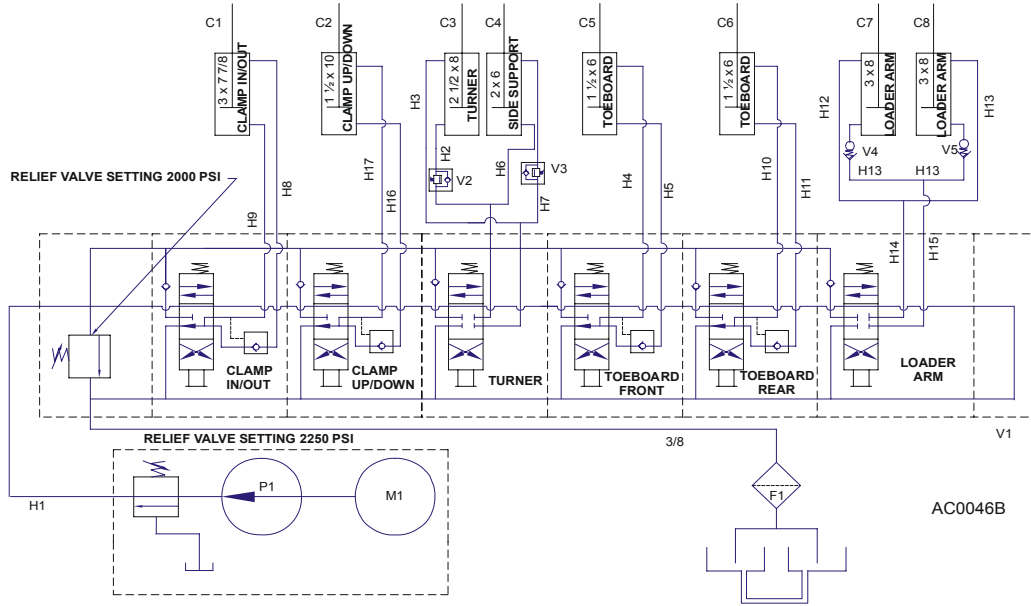 C1
C2
C3
C4
C5
C6
C7
C8
3 x 7 7/8
CLAMP IN/OUT
1 ½ x 10
CLAMP UP/DOWN
2 1/2 x 8
TURNER
2 x 6
SIDE SUPPORT
1 ½ x 6
TOEBOARD
1 ½ x 6
TOEBOARD
3 x 8
LOADER ARM
3 x 8
LOADER ARM
H3
H12
H13
H2
H6
V4
V5
H17
V2
V3
H4
H10
H13
H13
RELIEF VALVE SETTING 2000 PSI
H8
H16
H7
H5
H11
H9
H14
H15
CLAMP
IN/OUT
CLAMP
UP/DOWN
TURNER
TOEBOARD
FRONT
TOEBOARD
REAR
LOADER
ARM
V1
RELIEF VALVE SETTING 2250 PSI
3/8
H1
P1
M1
F1
AC0046B